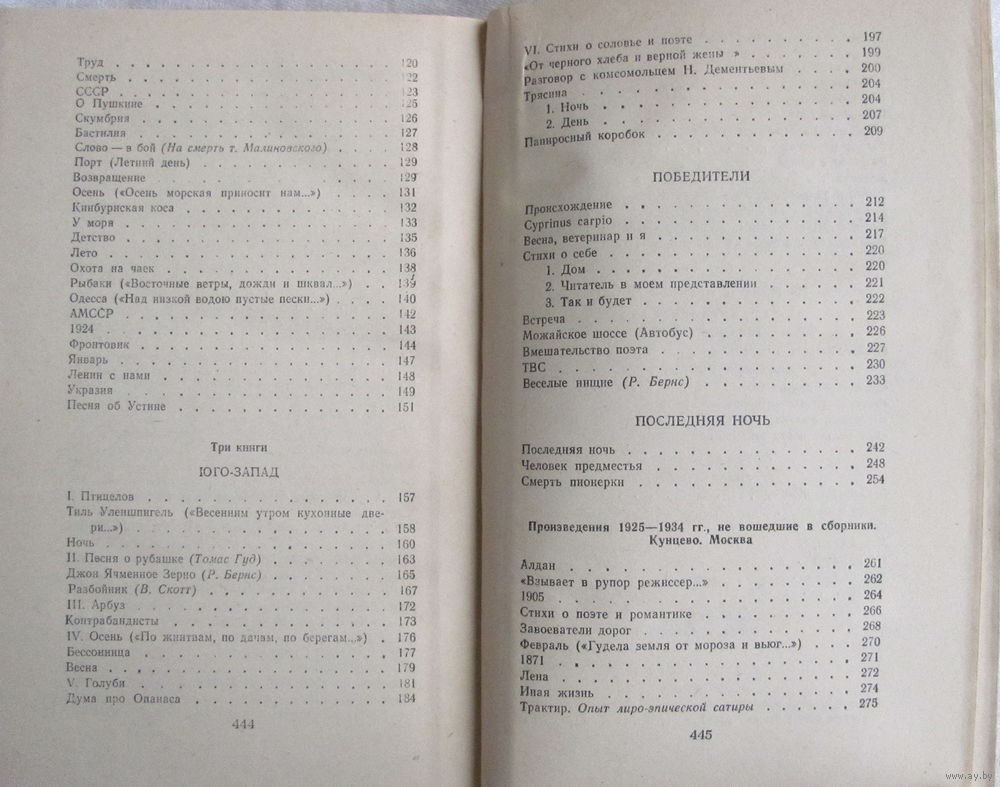 Труд . . . 120
Смерть . . . 122
СССР . . . 123
О Пушкине . . . 125
Скумбрия . . . 126
Бастилия . . . 127
Слово — в бой (На смерть т. Малиновского) . . . 128
Порт (Летний день) . . . 129
Возвращение . . . 129
Осень («Осень морская приносит нам...») . . . 131
Кинбурнская коса . . . 132
У моря . . . 133
Детство . . . 135
Лето . . . 136
Охота на чаек . . . 138
Рыбаки («Восточные ветры, дожди и шквал...») . . . 139
Одесса («Над низкой водою пустые пески...») . . . 140
АМССР . . . 142
1924 . . . 143
Фронтовик . . . 144
Январь . . . 147
Ленин с нами . . . 148
Укразия . . . 149
Песня об Устине . . . 151
Три книги
ЮГО-ЗАПАД
I. Птицелов . . . 157
Тиль Уленшпигель («Весенним утром кухонные две-
ри...») . . . 158
Ночь . . . 160
II. Песня о рубашке (Томас Гуд) . . . 163
Джон Ячменное Зерно (Р. Бернс) . . . 165
Разбойник (В. Скотт) . . . 167
III. Арбуз . . . 172
Контрабандисты . . . 173
IV. Осень («По жнитвам, по дачам, по берегам...») . 176
Бессонница . . . 177
Весна . . . 179
V. Голуби . . . 181
Дума про Опанаса . . . 184
444
VI. Стихи о соловье и поэте . . . 197
«От черного хлеба и верной жены » . . . 199
Разговор с комсомольцем Н. Дементьевым . . . 200
Трясина . . . 204
1. Ночь . . . 204
2. День . . . 207
Папиросный коробок . . . 209
ПОБЕДИТЕЛИ
Происхождение . . . 212
Cyprinus carpio . . . 214
Весна, ветеринар и я . . . 217
Стихи о себе . . . 220
1. Дом . . . 220
2. Читатель в моем представлении . . . 221
3. Так и будет . . . 222
Встреча . . . 223
Можайское шоссе (Автобус) . . . 226
Вмешательство поэта . . . 227
ТВС . . . 230
Веселые нищие (Р. Бернс) . . . 233
ПОСЛЕДНЯЯ НОЧЬ
Последняя ночь . . . 242
Человек предместья . . . 248
Смерть пионерки . . . 254
Произведения 1925—1934 гг., не вошедшие в сборники.
Кунцево. Москва
Алдан . . . 261
«Взывает в рупор режиссер...» . . . 262
1905 . . . 264
Стихи о поэте и романтике . . . 266
Завоеватели дорог . . . 268
Февраль («Гудела земля от мороза и вьюг...») . . . 270
1871 . . . 271
Лена . . . 272
Иная жизнь . . . 274
Трактир. Опыт лиро-эпической сатиры . . . 275
445
www.ay.by